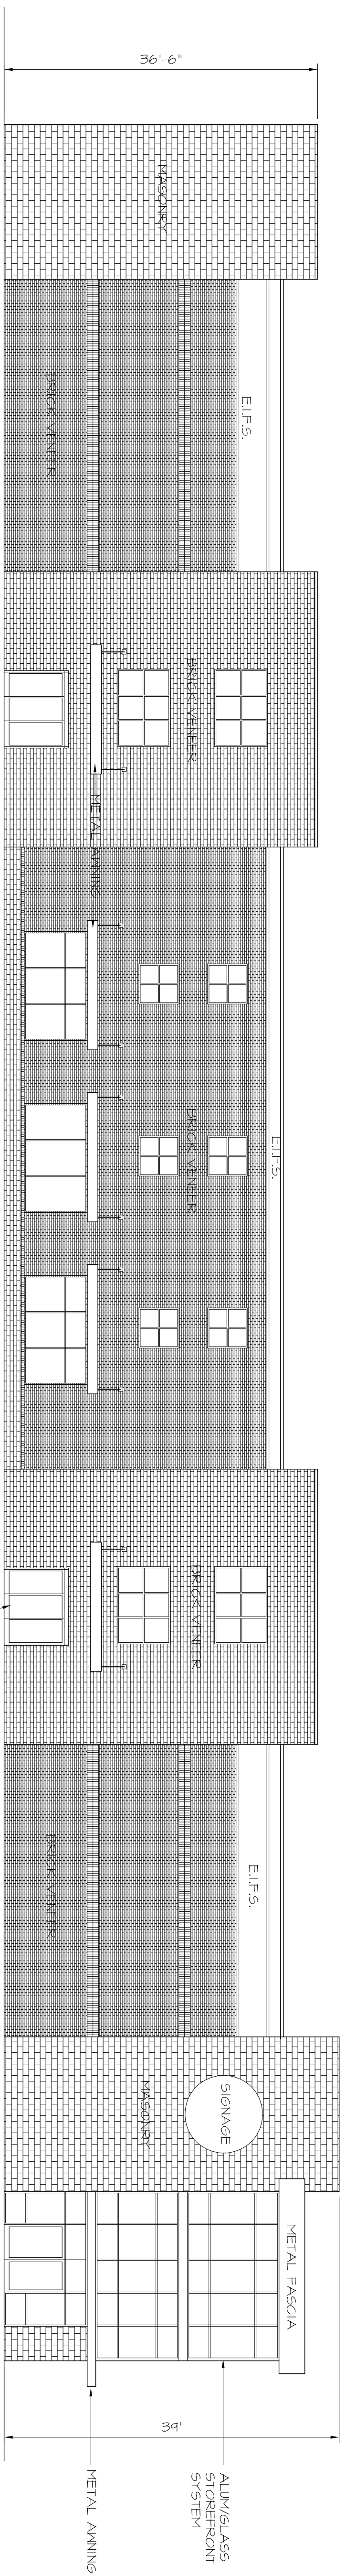 36'-6"
MASONRY
BRICK VENEER
E.I.F.S.
BRICK VENEER
METAL AWNING
BRICK VENEER
E.I.F.S.
BRICK VENEER
BRICK VENEER
E.I.F.S.
MASONRY
SIGNAGE
METAL FASCIA
39'
ALUM/GLASS
STOREFRONT
SYSTEM
METAL AWNING